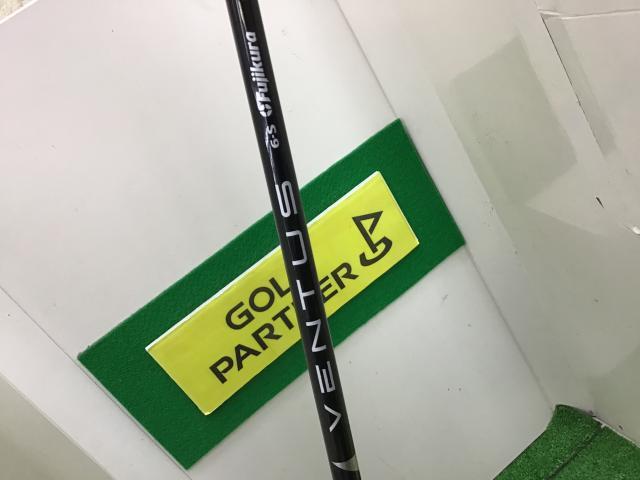 VENTUS 6-S Fujikura
GOLF
PARTNER